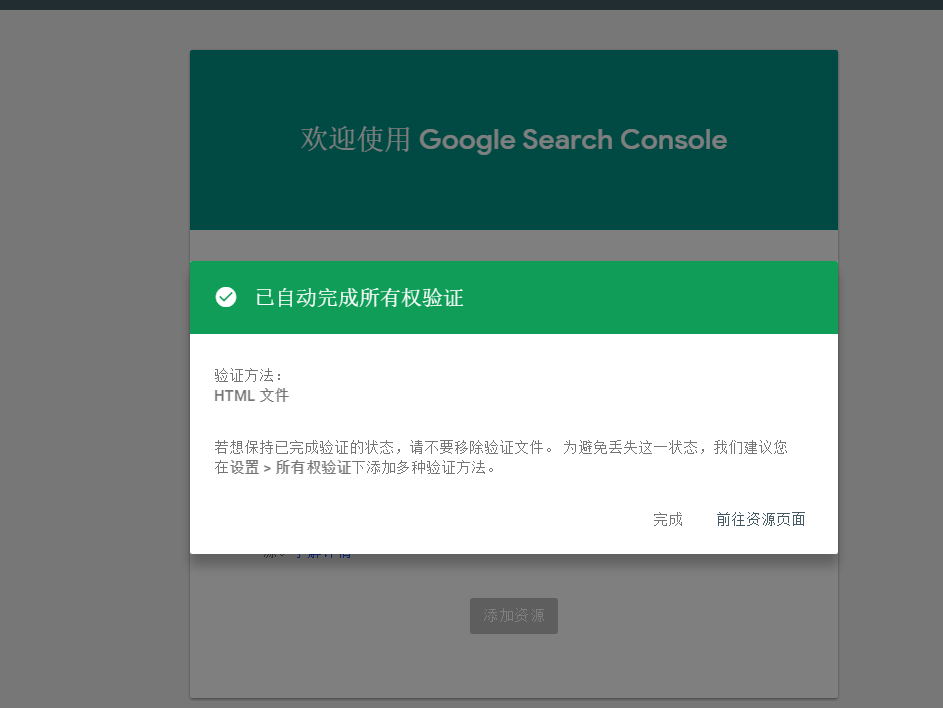 欢迎使用 Google Search Console
已自动完成所有权验证
验证方法：
HTML 文件
若想保持已完成验证的状态，请不要移除验证文件。 为避免丢失这一状态，我们建议您
在设置 > 所有权验证下添加多种验证方法。
完成 前往资源页面
添加资源